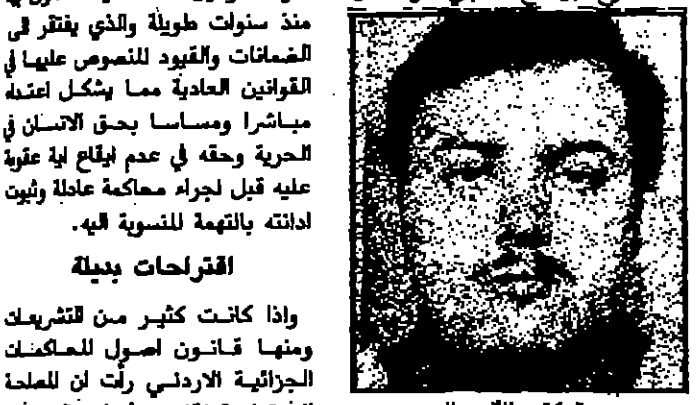 منذ سنوات طويلة والذي يفتقر الى
الضمانات والقيود المنصوص عليها في
القوانين العادية مما يشكل اعتداء
مباشرا ومساسا بحق الانسان في
الحرية وحقه في عدم ايقاع اية عقوبة
عليه قبل اجراء محاكمة عادلة وثبوت
ادانته بالتهمة المنسوبة اليه.
اقتراحات بديلة
واذا كانت كثير من التشريعات
ومنها قانون اصول المحاكمات
الجزائية الاردني رأت ان المصلحة